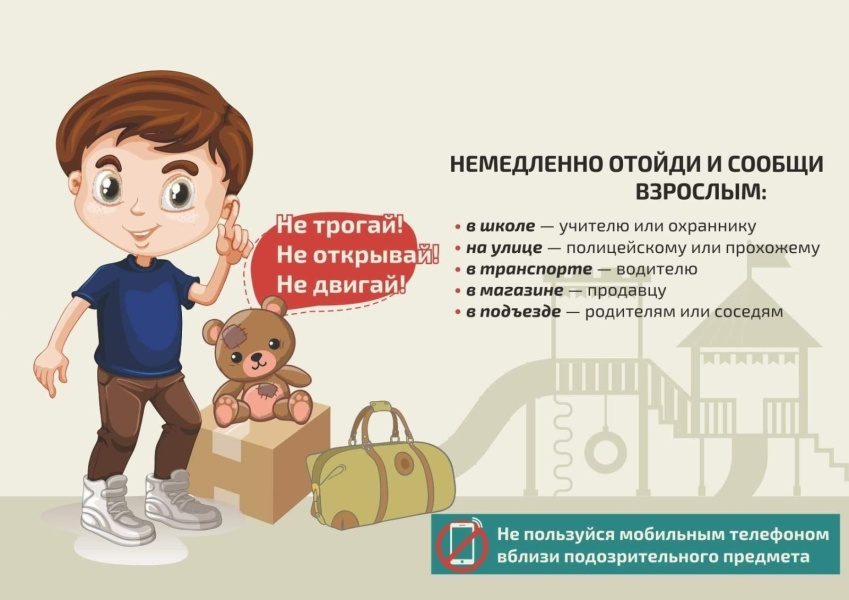 Не трогай!
Не открывай!
Не двигай!
НЕМЕДЛЕННО ОТОЙДИ И СООБЩИ
ВЗРОСЛЫМ:
• в школе — учителю или охраннику
• на улице — полицейскому или прохожему
• в транспорте — водителю
• в магазине — продавцу
• в подъезде — родителям или соседям
Не пользуйся мобильным телефоном
вблизи подозрительного предмета